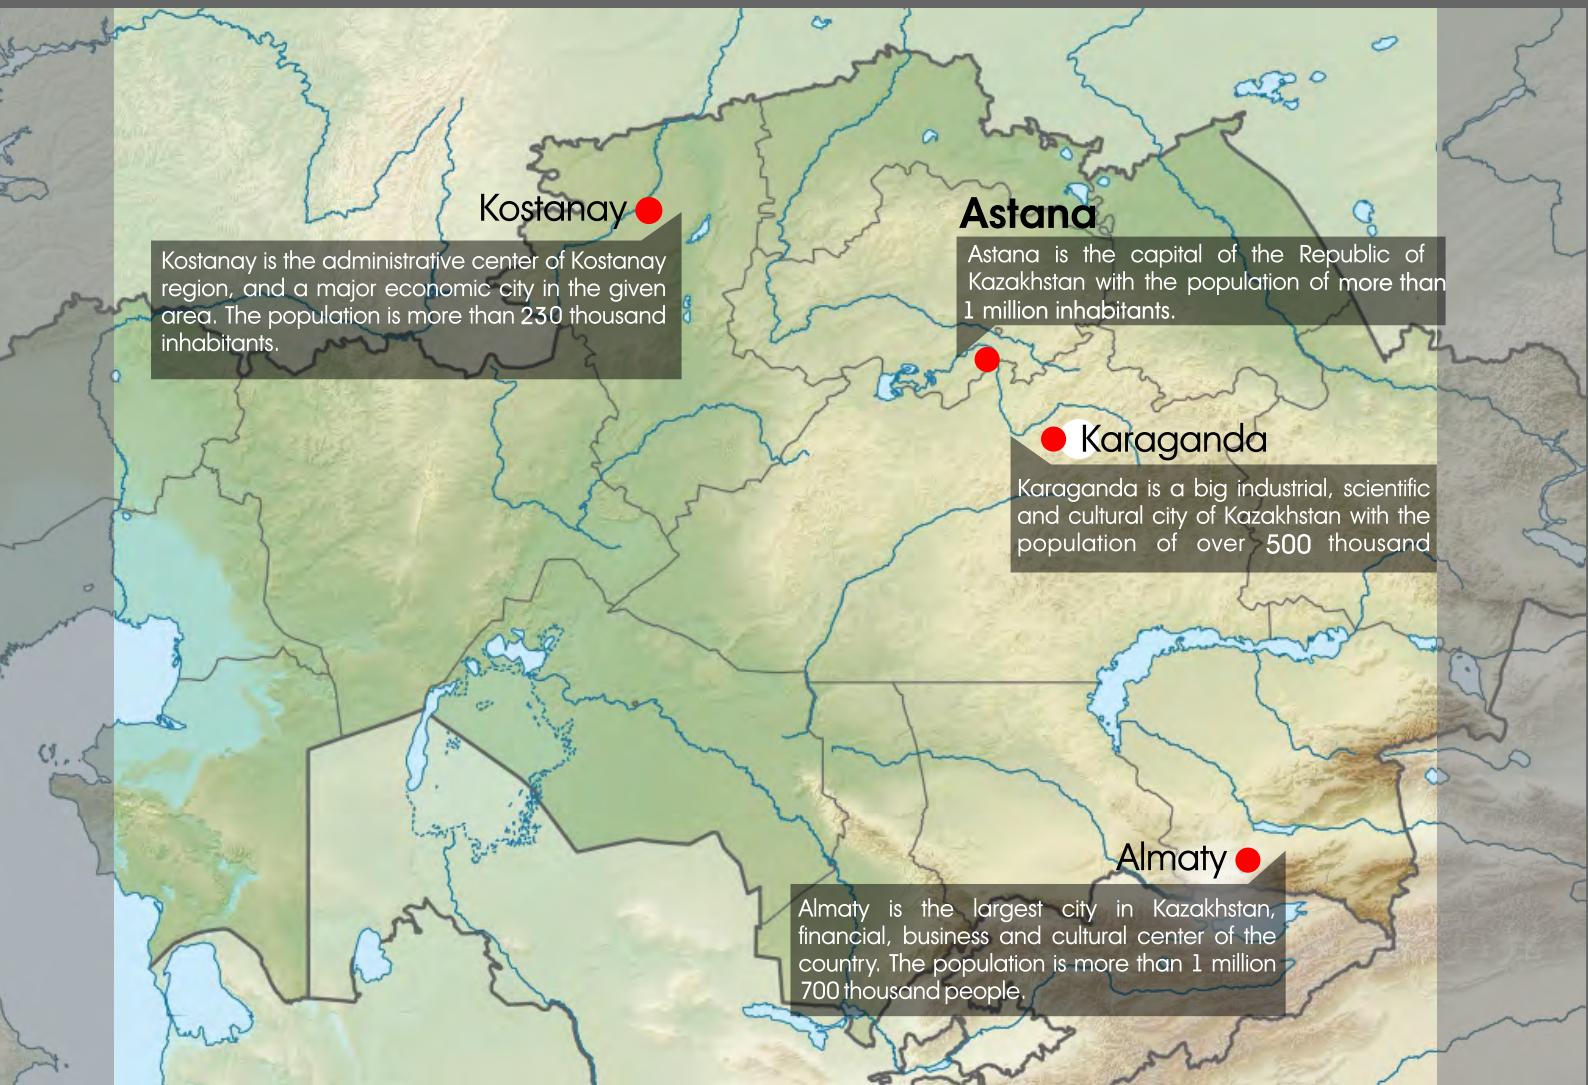 Kostanay
Kostanay is the administrative center of Kostanay
region, and a major economic city in the given
area. The population is more than 230 thousand
inhabitants.
Astana
Astana is the capital of the Republic of
Kazakhstan with the population of more than
1 million inhabitants.
Karaganda
Karaganda is a big industrial, scientific
and cultural city of Kazakhstan with the
population of over 500 thousand
Almaty
Almaty is the largest city in Kazakhstan,
financial, business and cultural center of the
country. The population is more than 1 million
700 thousand people.